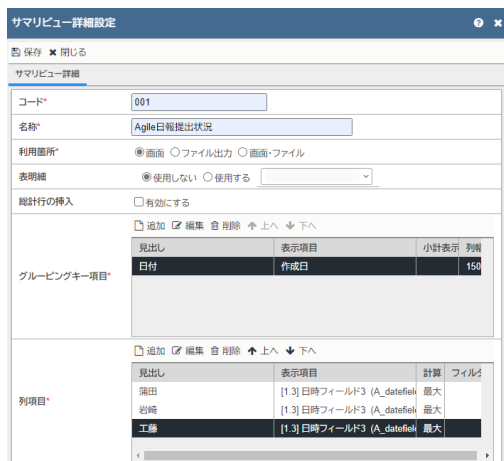 サマリビュー詳細設定
保存 閉じる
サマリビュー詳細
コード* 001
名称* Agile日報提出状況
利用箇所* 画面 ファイル出力 画面・ファイル
表明細 使用しない 使用する
総計行の挿入 有効にする
グルーピングキー項目*
追加 編集 削除 上へ 下へ
見出し 表示項目 小計表示 列幅
日付 作成日 150
列項目*
追加 編集 削除 上へ 下へ
見出し 表示項目 計算 フィルタ
蒲田 [1.3] 日時フィールド3 (A_datefield 最大
岩崎 [1.3] 日時フィールド3 (A_datefield 最大
工藤 [1.3] 日時フィールド3 (A_datefield 最大